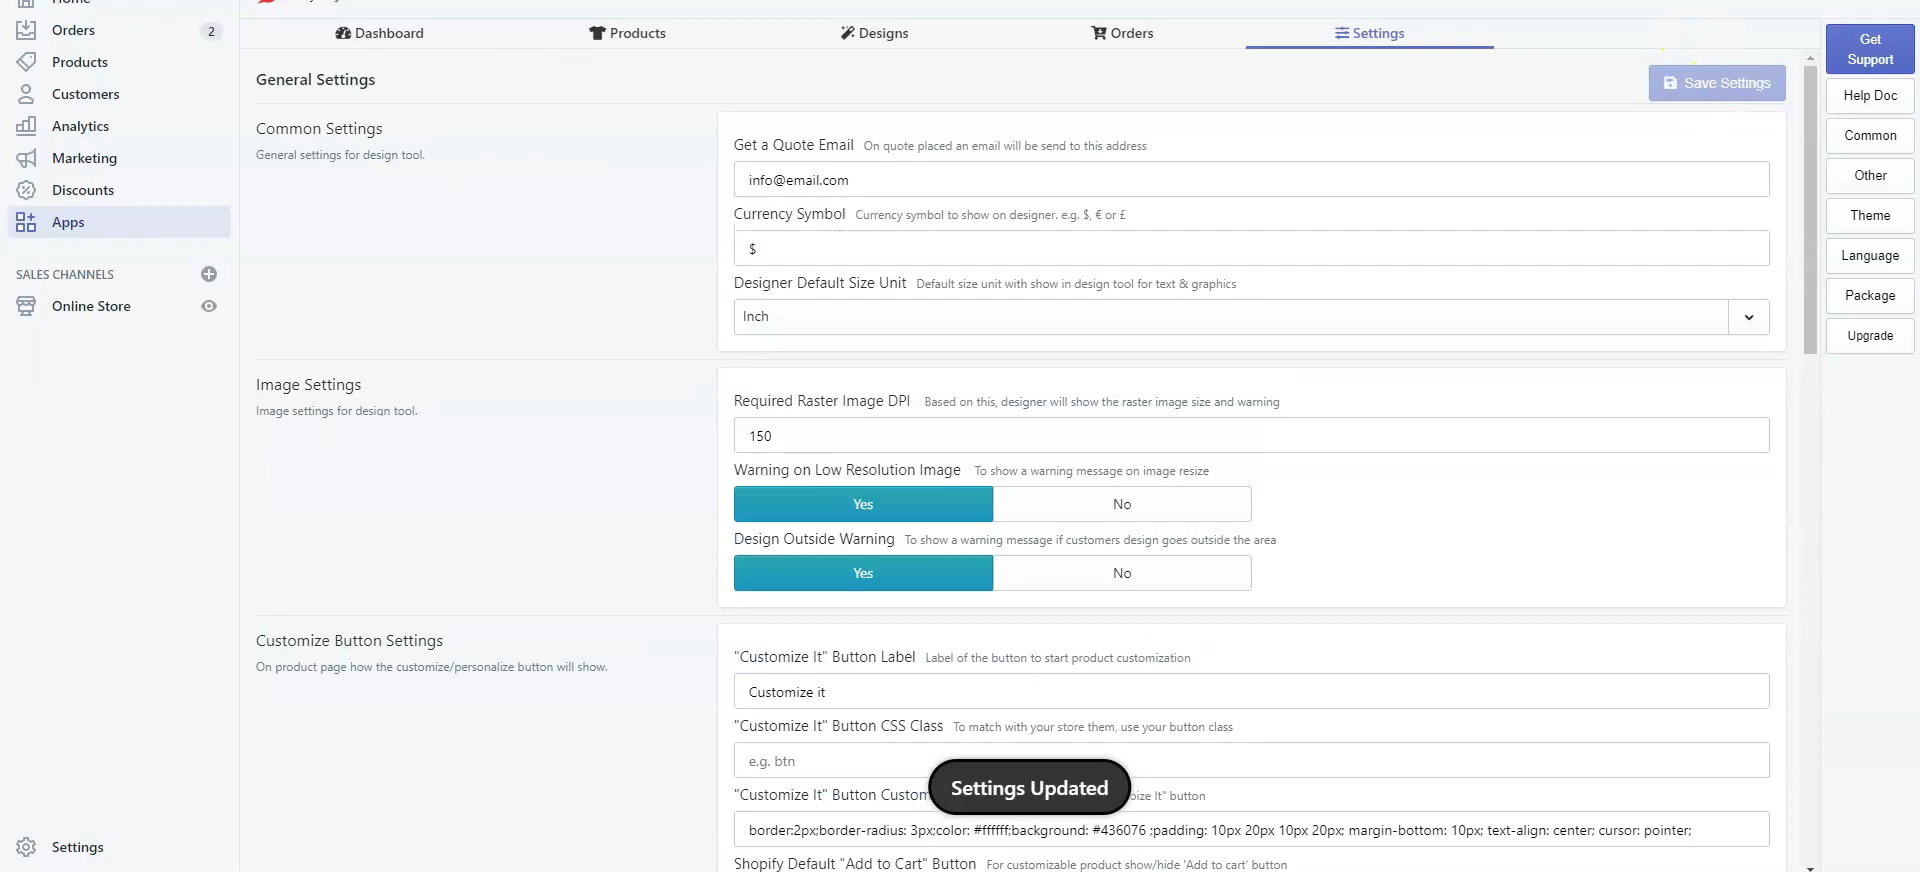 Home
Orders 2
Products
Customers
Analytics
Marketing
Discounts
Apps
SALES CHANNELS
Online Store
Settings
Dashboard
Products
Designs
Orders
Settings
General Settings
Save Settings
Common Settings
General settings for design tool.
Get a Quote Email On quote placed an email will be send to this address
info@email.com
Currency Symbol Currency symbol to show on designer. e.g. $, € or £
$
Designer Default Size Unit Default size unit with show in design tool for text & graphics
Inch
Image Settings
Image settings for design tool.
Required Raster Image DPI Based on this, designer will show the raster image size and warning
150
Warning on Low Resolution Image To show a warning message on image resize
Yes No
Design Outside Warning To show a warning message if customers design goes outside the area
Yes No
Customize Button Settings
On product page how the customize/personalize button will show.
"Customize It" Button Label Label of the button to start product customization
Customize it
"Customize It" Button CSS Class To match with your store them, use your button class
e.g. btn
"Customize It" Button It" button
Settings Updated
border:2px;border-radius: 3px;color: #ffffff;background: #436076 ;padding: 10px 20px 10px 20px; margin-bottom: 10px; text-align: center; cursor: pointer;
Shopify Default "Add to Cart" Button For customizable product show/hide 'Add to cart' button
Get
Support
Help Doc
Common
Other
Theme
Language
Package
Upgrade